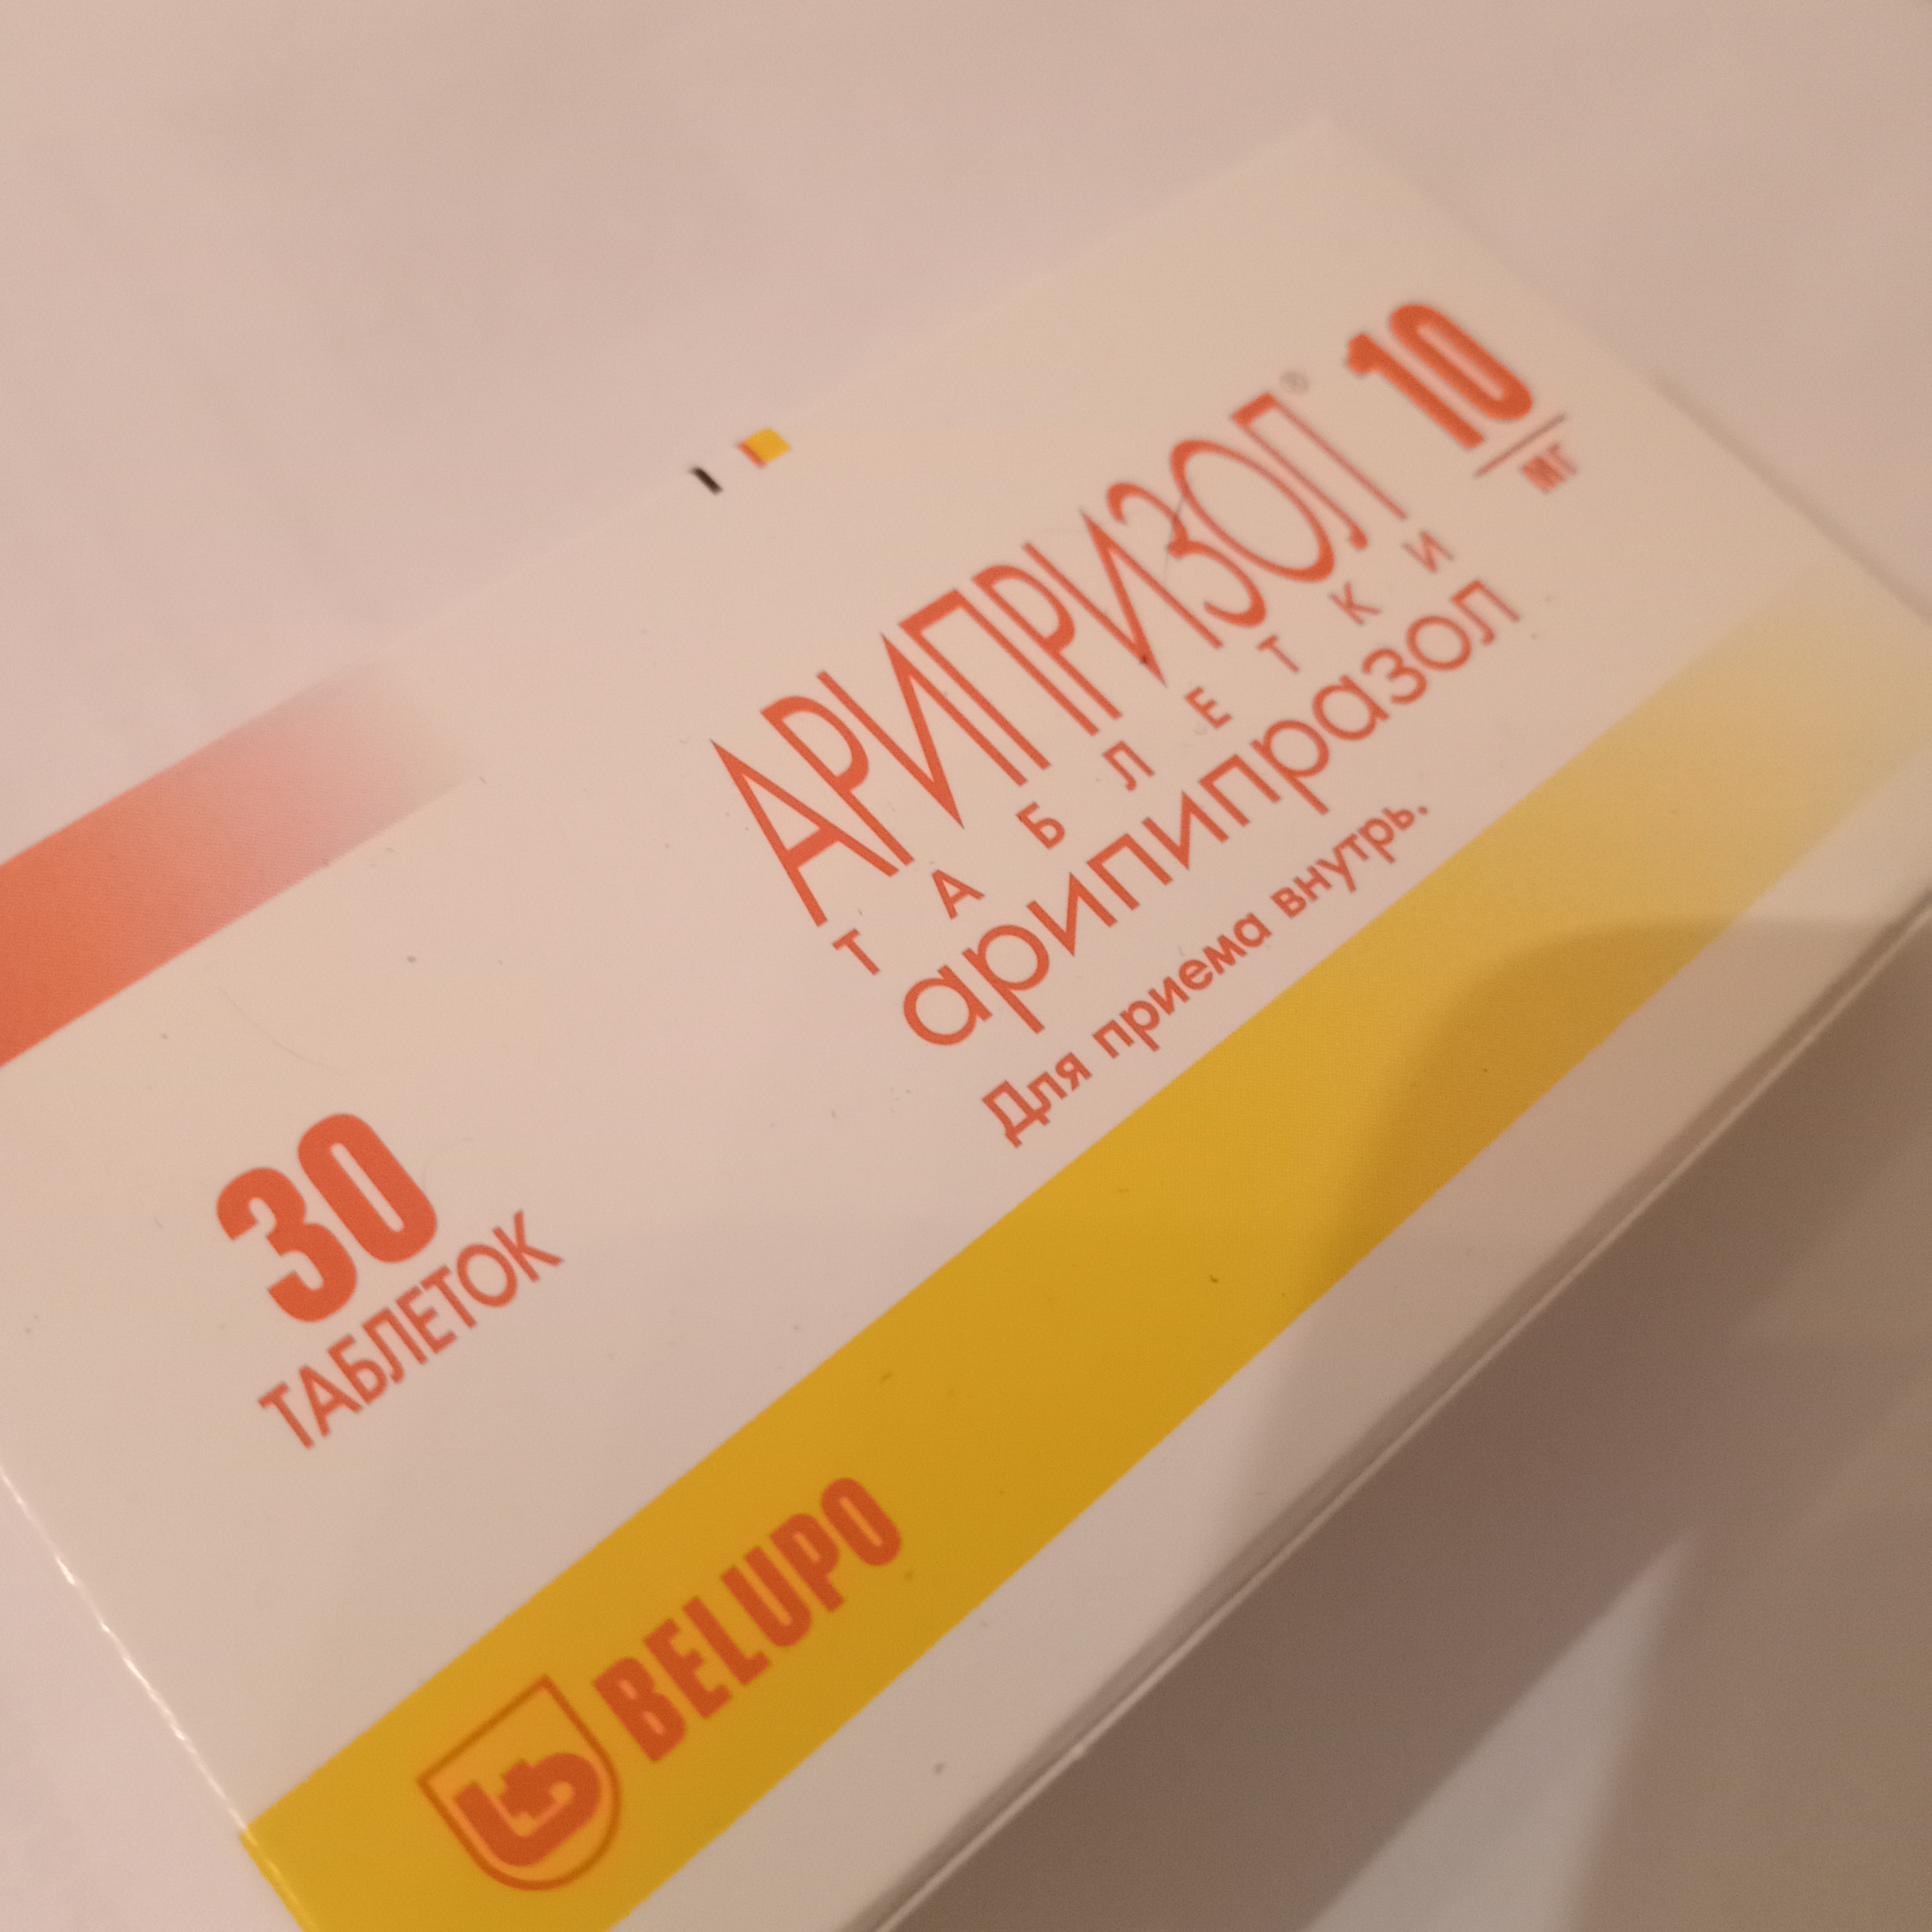 АРИПРИЗОЛ® 10
мг
ТАБЛЕТКИ
арипипразол
Для приема внутрь.
30
ТАБЛЕТОК
BELUPO